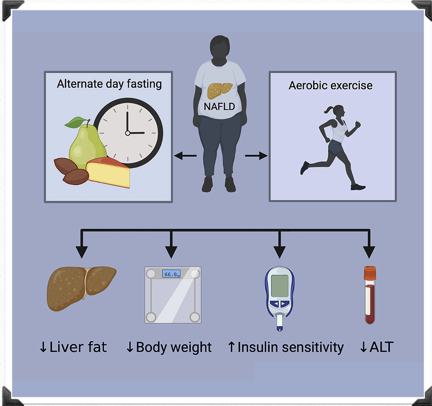 Alternate day fasting
NAFLD
Aerobic exercise
↓Liver fat
↓Body weight
↑Insulin sensitivity
↓ALT